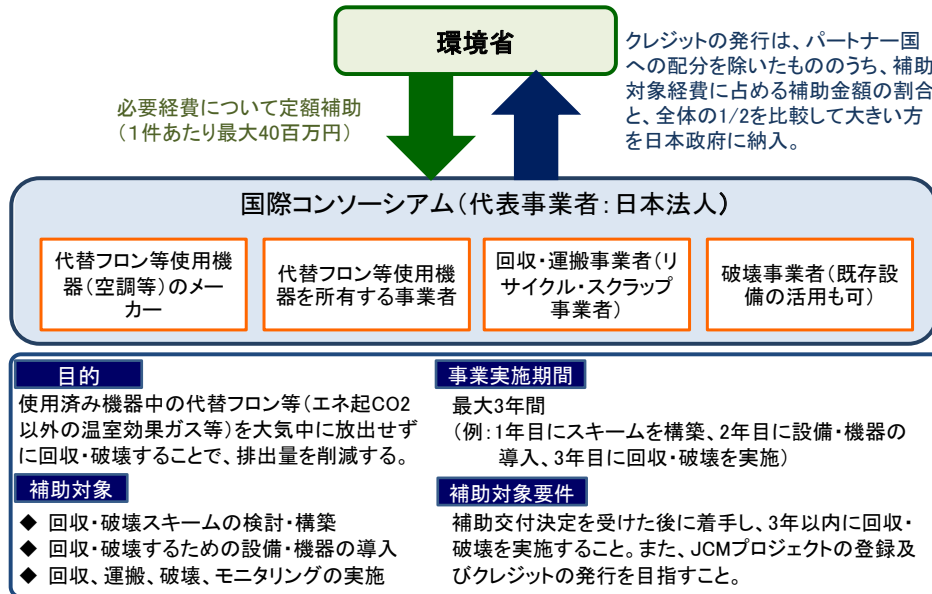 環境省
クレジットの発行は、パートナー国
への配分を除いたもののうち、補助
対象経費に占める補助金額の割合
と、全体の1/2を比較して大きい方
を日本政府に納入。
必要経費について定額補助
(1件あたり最大40百万円)
国際コンソーシアム(代表事業者:日本法人)
代替フロン等使用機
器(空調等)のメー
カー
代替フロン等使用機
器を所有する事業者
回収・運搬事業者(リ
サイクル・スクラップ
事業者)
破壊事業者(既存設
備の活用も可)
目的
使用済み機器中の代替フロン等(エネ起CO2
以外の温室効果ガス等)を大気中に放出せず
に回収・破壊することで、排出量を削減する。
補助対象
◆ 回収・破壊スキームの検討・構築
◆ 回収・破壊するための設備・機器の導入
◆ 回収、運搬、破壊、モニタリングの実施
事業実施期間
最大3年間
(例:1年目にスキームを構築、2年目に設備・機器の
導入、3年目に回収・破壊を実施)
補助対象要件
補助交付決定を受けた後に着手し、3年以内に回収・
破壊を実施すること。また、JCMプロジェクトの登録及
びクレジットの発行を目指すこと。